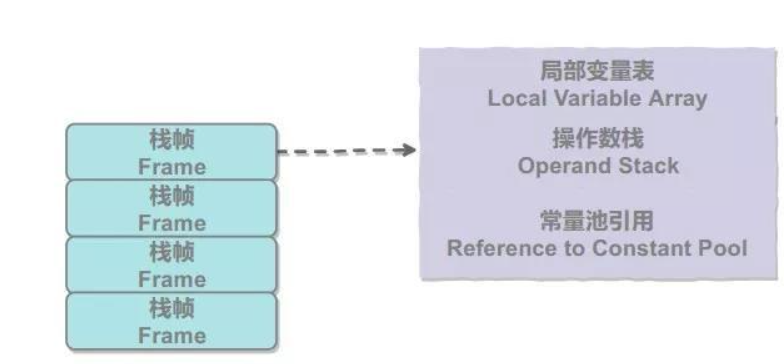 栈帧
Frame
栈帧
Frame
栈帧
Frame
栈帧
Frame
局部变量表
Local Variable Array
操作数栈
Operand Stack
常量池引用
Reference to Constant Pool